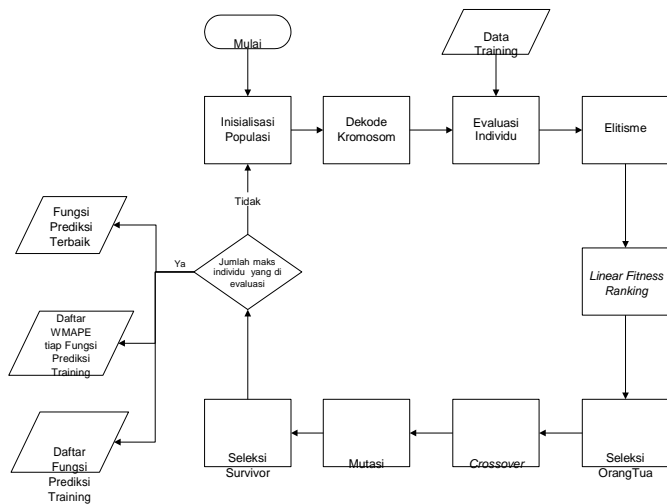 Mulai
Data
Training
Inisialisasi
Populasi
Dekode
Kromosom
Evaluasi
Individu
Elitisme
Tidak
Fungsi
Prediksi
Terbaik
Ya
Jumlah maks
individu yang di
evaluasi
Linear Fitness
Ranking
Daftar
WMAPE
tiap Fungsi
Prediksi
Training
Daftar
Fungsi
Prediksi
Training
Seleksi
Survivor
Mutasi
Crossover
Seleksi
OrangTua